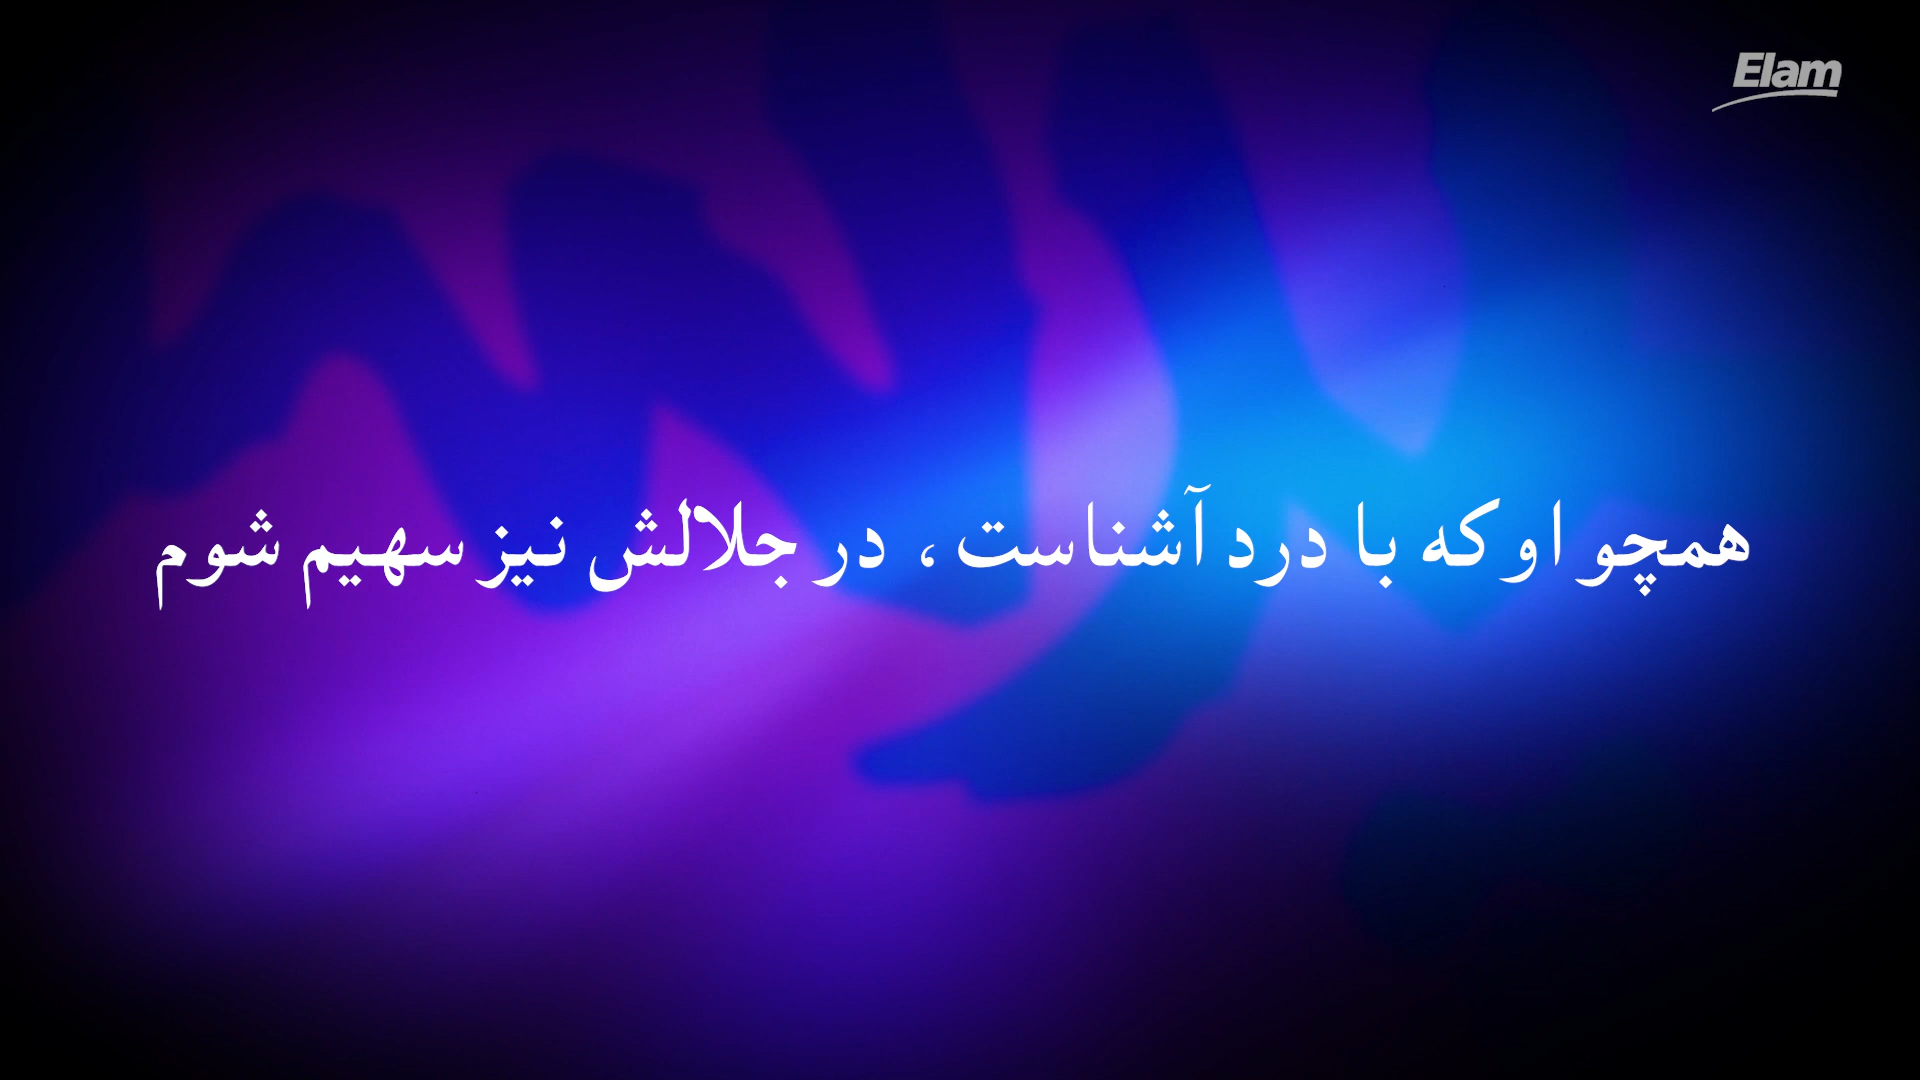 Elam
همچو او که با درد آشناست ، در جلالش نیز سهیم شوم